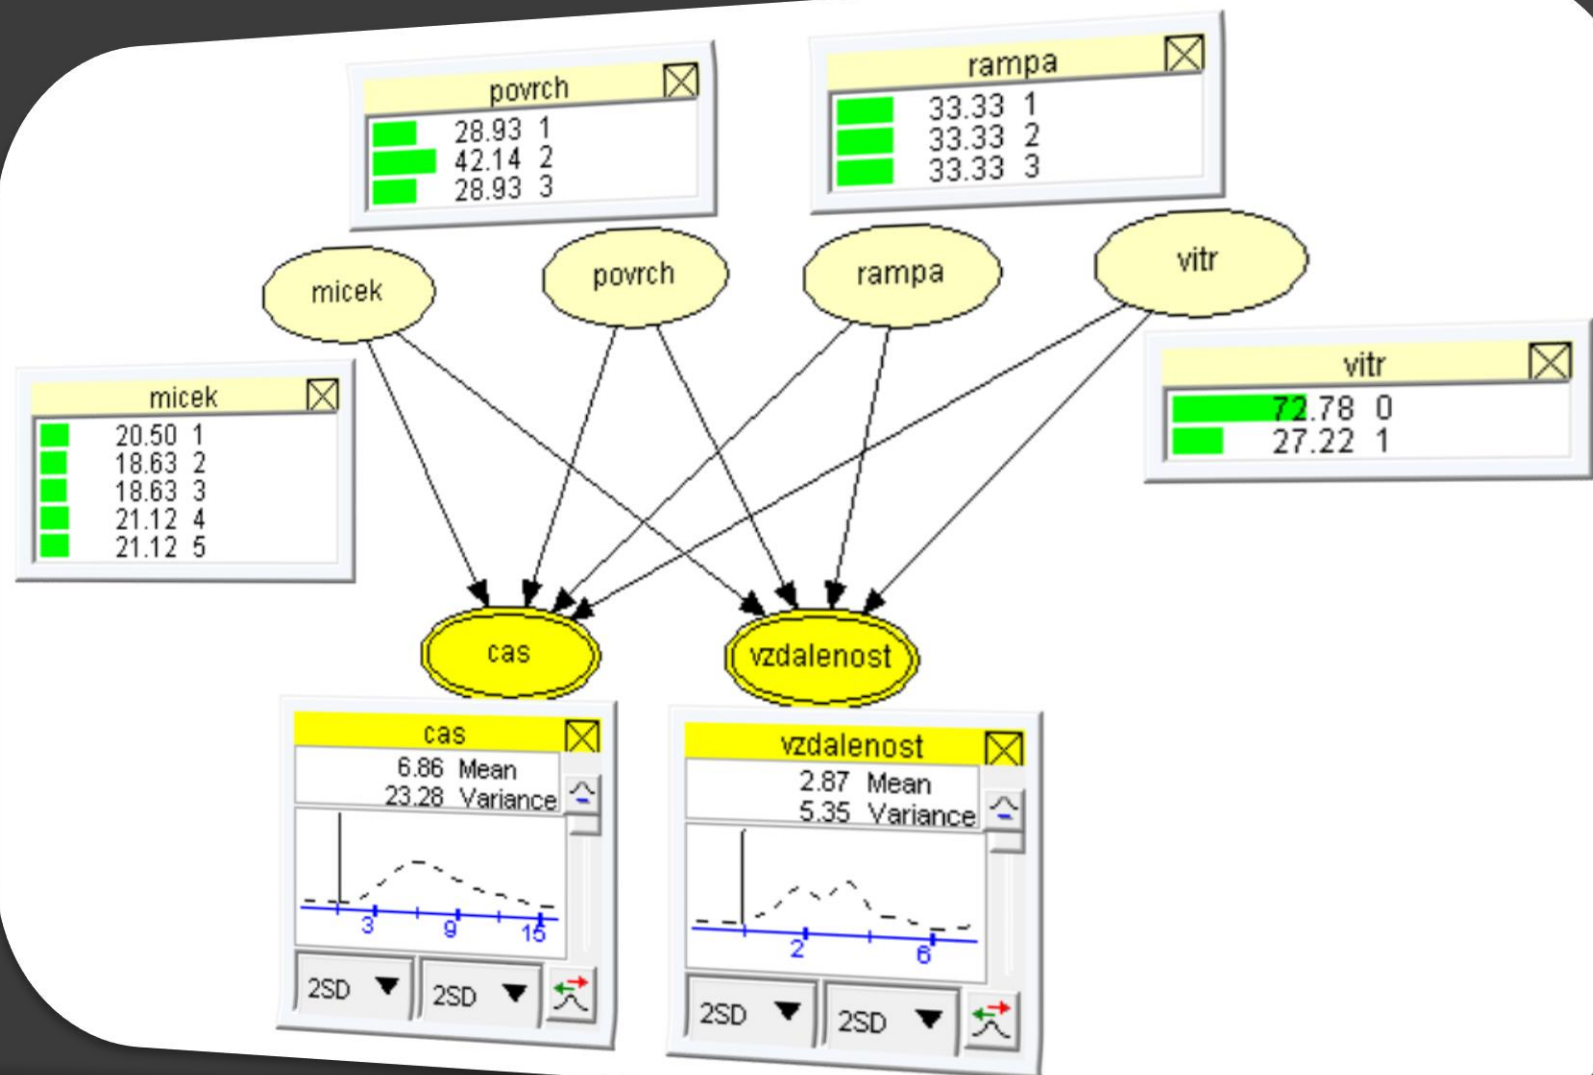 povrch
28.93 1
42.14 2
28.93 3
rampa
33.33 1
33.33 2
33.33 3
micek
povrch
rampa
vitr
micek
20.50 1
18.63 2
18.63 3
21.12 4
21.12 5
vitr
72.78 0
27.22 1
cas
vzdalenost
cas
6.86 Mean
23.28 Variance
3 9 15
2SD 2SD
vzdalenost
2.87 Mean
5.35 Variance
2 6
2SD 2SD